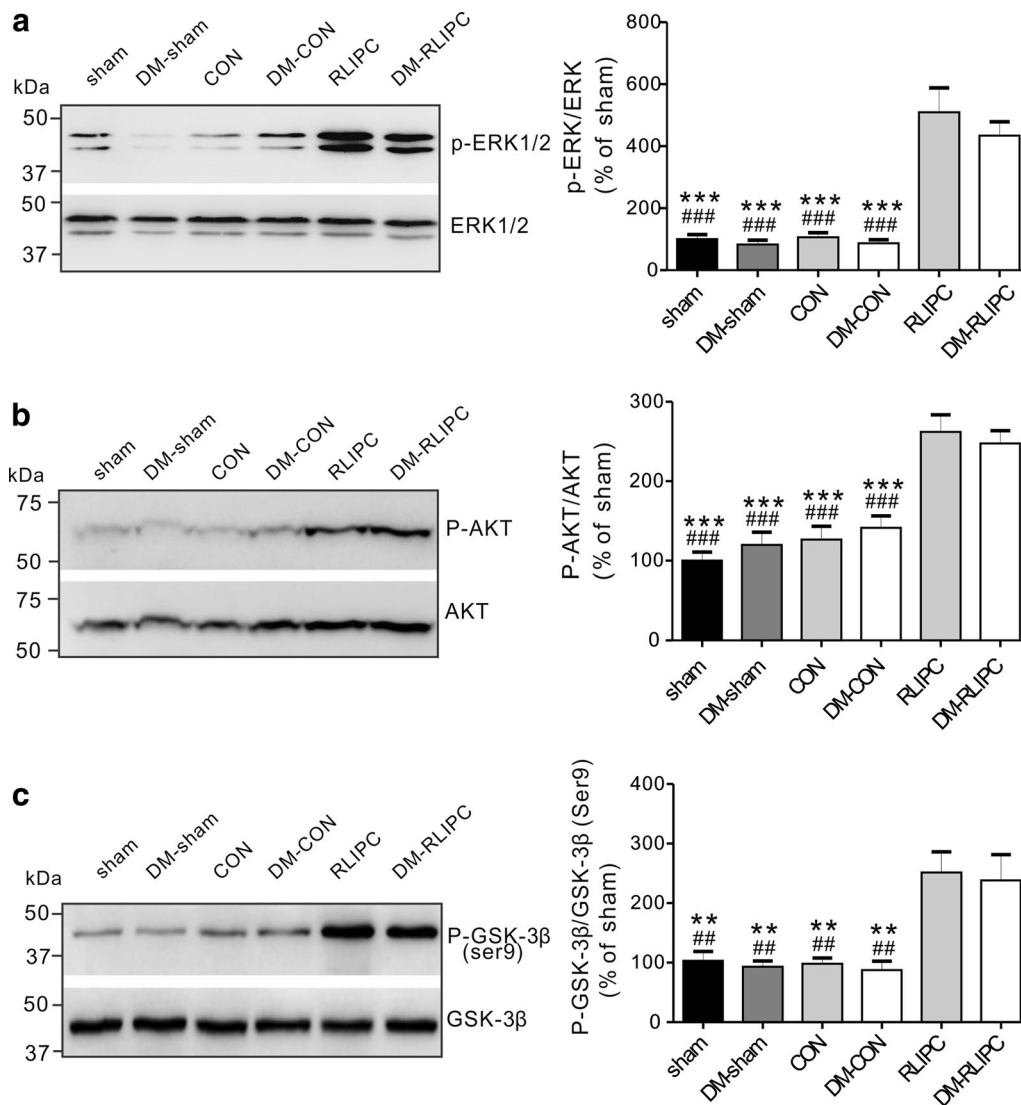 a
sham DM-sham CON DM-CON RLIPC DM-RLIPC
kDa
50
37
p-ERK1/2
50
37
ERK1/2
p-ERK/ERK
(% of sham)
800
600
400
200
0
*** *** *** ***
### ### ### ###
sham DM-sham CON DM-CON RLIPC DM-RLIPC
b
sham DM-sham CON DM-CON RLIPC DM-RLIPC
kDa
75
50
P-AKT
75
50
AKT
P-AKT/AKT
(% of sham)
300
200
100
0
*** *** *** ***
### ### ### ###
sham DM-sham CON DM-CON RLIPC DM-RLIPC
c
sham DM-sham CON DM-CON RLIPC DM-RLIPC
kDa
50
37
P-GSK-3β
(ser9)
50
37
GSK-3β
P-GSK-3β/GSK-3β (Ser9)
(% of sham)
400
300
200
100
0
** ** ** **
## ## ## ##
sham DM-sham CON DM-CON RLIPC DM-RLIPC